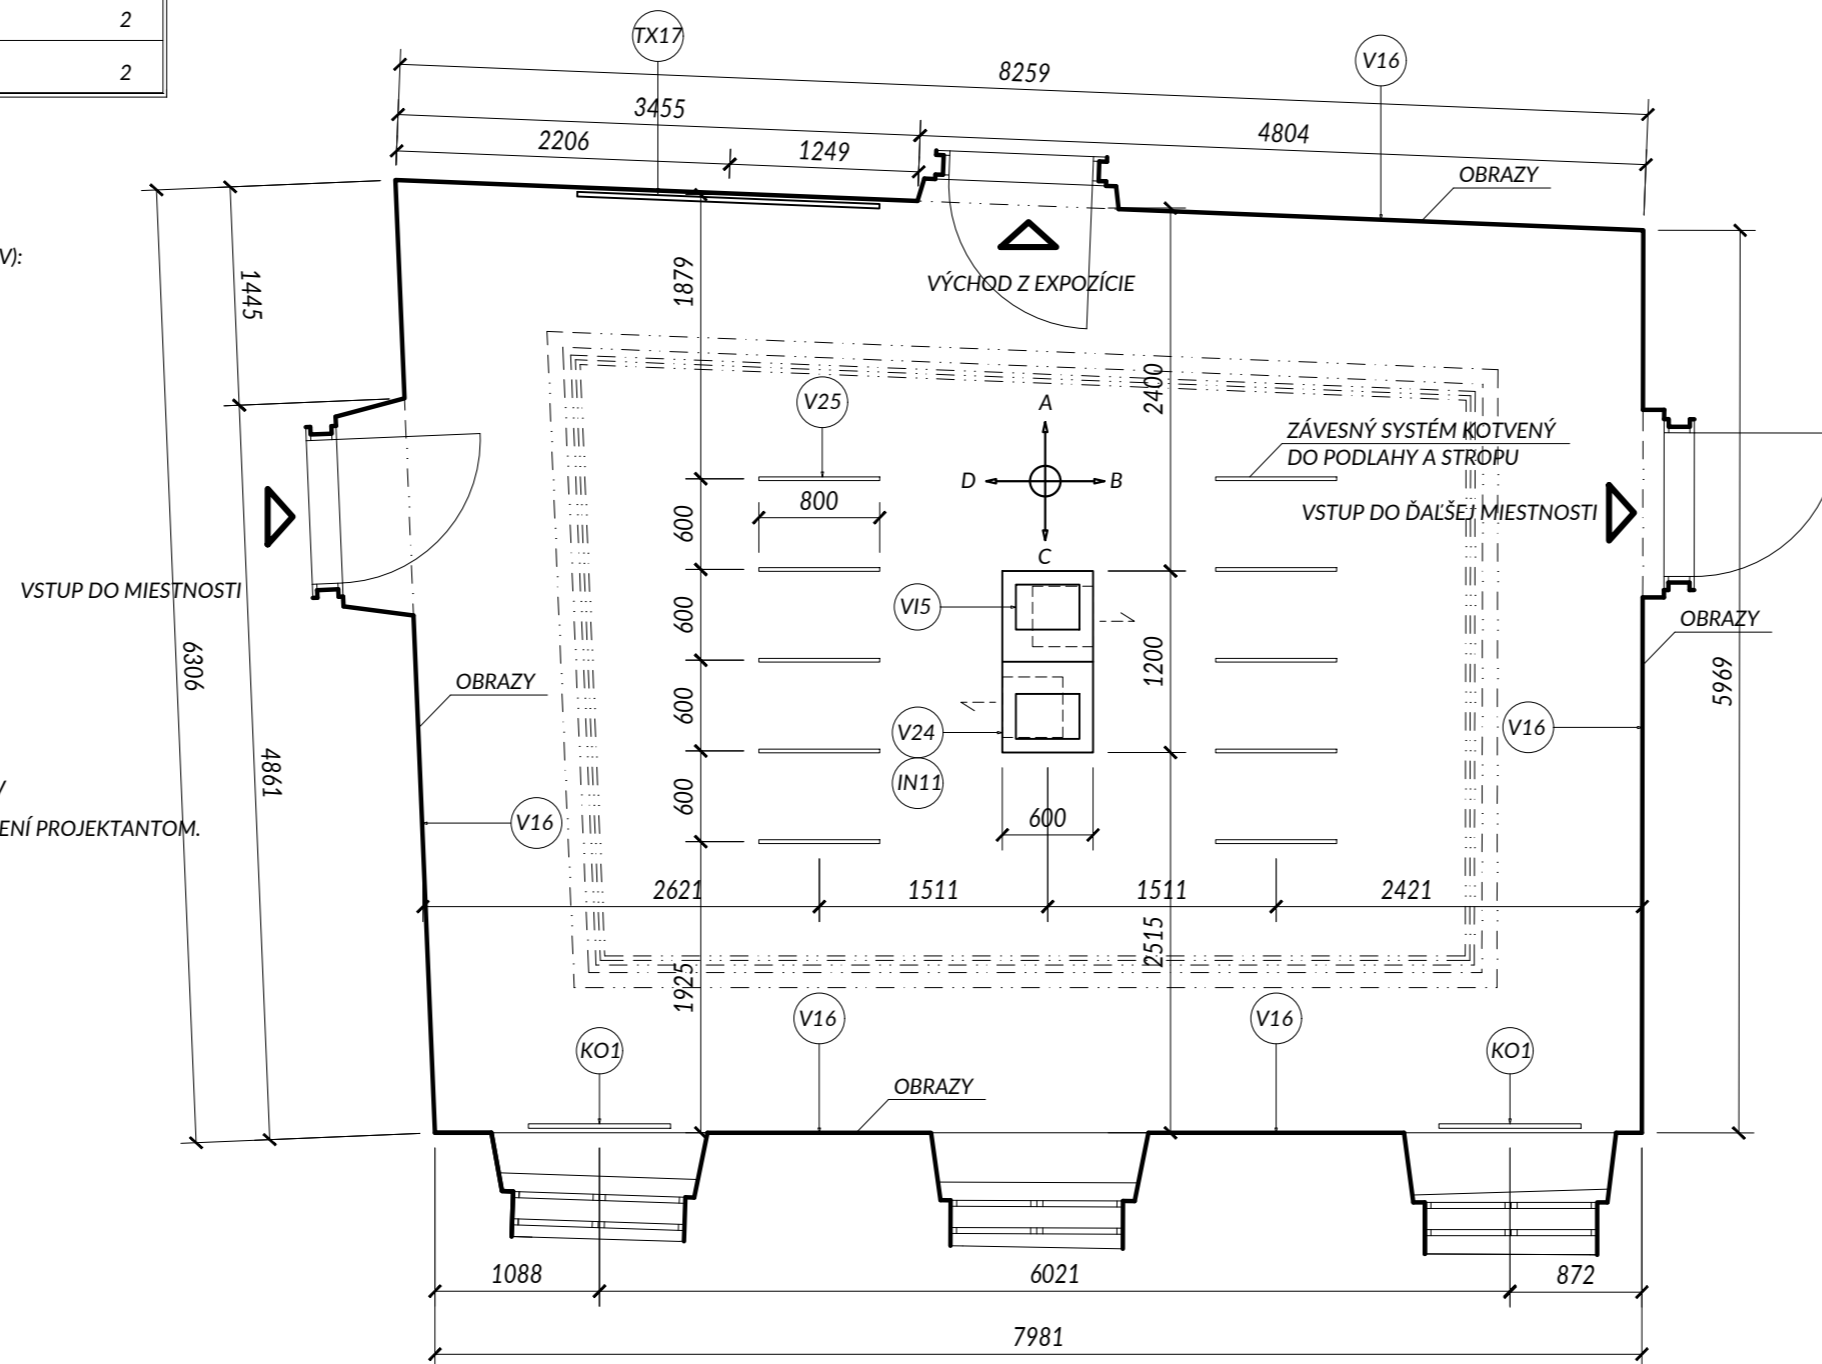 2
2
TX17
V16
8259
3455
4804
2206
1249
OBRAZY
V):
1445
1879
VÝCHOD Z EXPOZÍCIE
2400
V25
A
D
B
C
ZÁVESNÝ SYSTÉM KOTVENÝ
DO PODLAHY A STROPU
800
600
VSTUP DO ĎALŠEJ MIESTNOSTI
VSTUP DO MIESTNOSTI
600
VI5
OBRAZY
6306
1200
5969
OBRAZY
600
V24
V16
4861
IN11
600
ENÍ PROJEKTANTOM.
V16
600
2621
1511
1511
2421
2515
1925
V16
V16
KO1
KO1
OBRAZY
1088
6021
872
7981